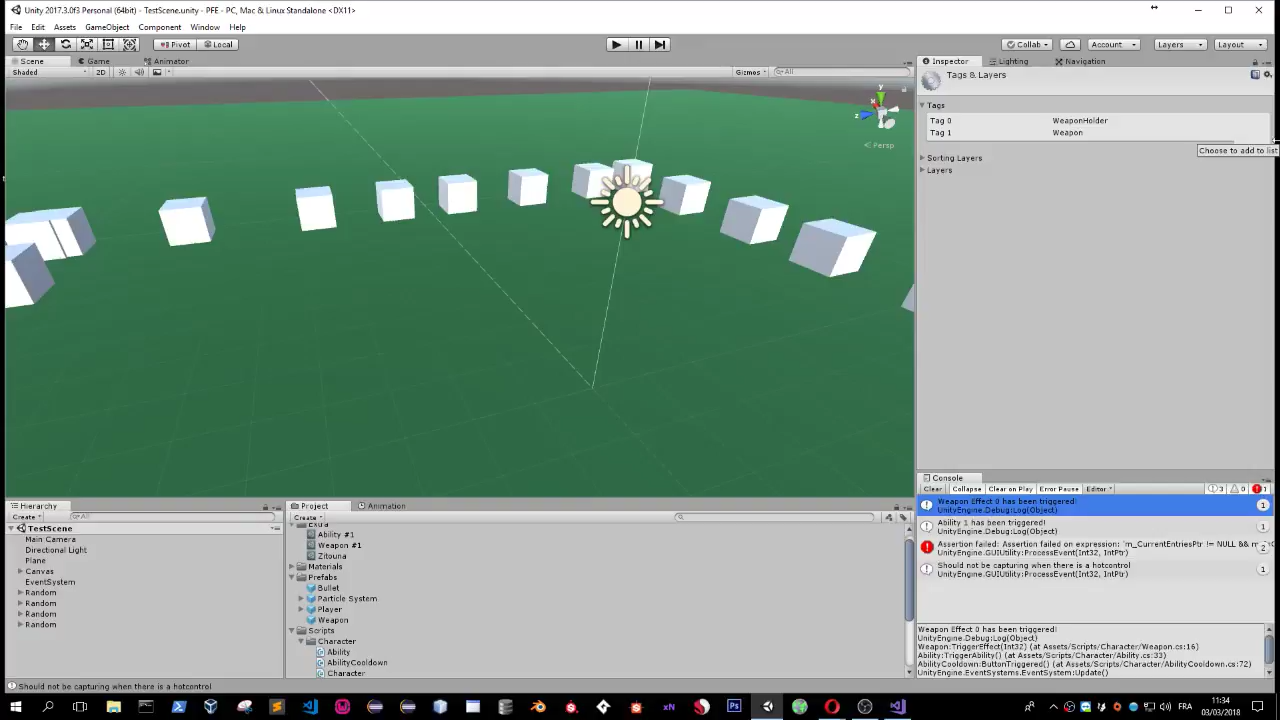 Unity 2017.3.0f3 Personal (64bit) - TestScene.unity - PFE - PC, Mac & Linux Standalone <DX11>
File Edit Assets GameObject Component Window Help
Pivot Local Collab Account Layers Layout
Scene Game Animator
Shaded 2D Gizmos All
y
x
z
Persp
Inspector Lighting Navigation
Tags & Layers
Tags
Tag 0 WeaponHolder
Tag 1 Weapon
Choose to add to list
Sorting Layers
Layers
Console
Clear Collapse Clear on Play Error Pause Editor 3 0 1
Weapon Effect 0 has been triggered! 1
UnityEngine.Debug:Log(Object)
Ability 1 has been triggered! 1
UnityEngine.Debug:Log(Object)
Assertion failed: Assertion failed on expression: 'm_CurrentEntriesPtr != NULL &&
UnityEngine.GUIUtility:ProcessEvent(Int32, IntPtr)
Should not be capturing when there is a hotcontrol 1
UnityEngine.GUIUtility:ProcessEvent(Int32, IntPtr)
Weapon Effect 0 has been triggered!
UnityEngine.Debug:Log(Object)
Weapon:TriggerEffect(Int32) (at Assets/Scripts/Character/Weapon.cs:16)
Ability:TriggerAbility() (at Assets/Scripts/Character/Ability.cs:33)
AbilityCooldown:ButtonTriggered() (at Assets/Scripts/Character/AbilityCooldown.cs:72)
UnityEngine.EventSystems.EventSystem:Update()
Hierarchy
Create All
TestScene
Main Camera
Directional Light
Plane
Canvas
EventSystem
Random
Random
Random
Random
Project Animation
Create
Extra
Ability #1
Weapon #1
Zitouna
Materials
Prefabs
Bullet
Particle System
Player
Weapon
Scripts
Character
Ability
AbilityCooldown
Character
Should not be capturing when there is a hotcontrol
FRA
11:34
03/03/2018